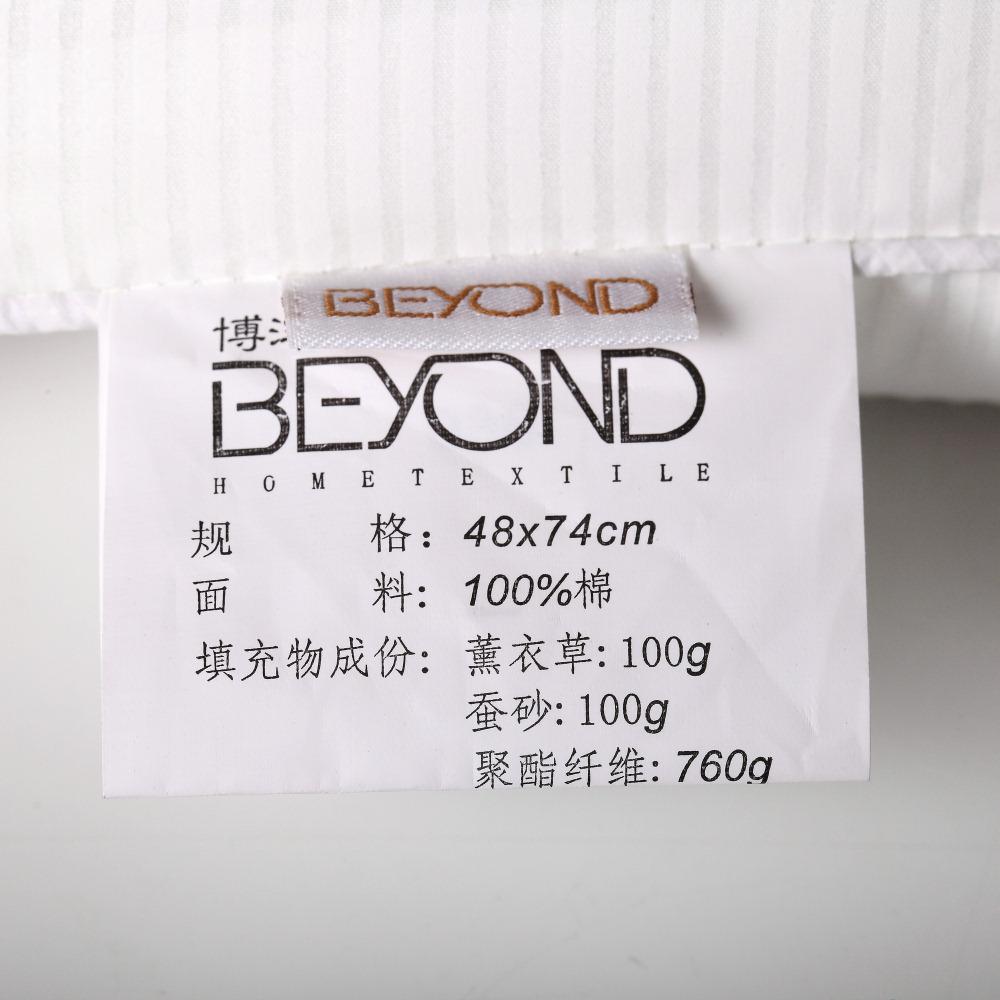 BEYOND
博
BEYOND
HOMETEXTILE
规格：48x74cm
面料：100%棉
填充物成份：薰衣草：100g
蚕砂：100g
聚酯纤维：760g